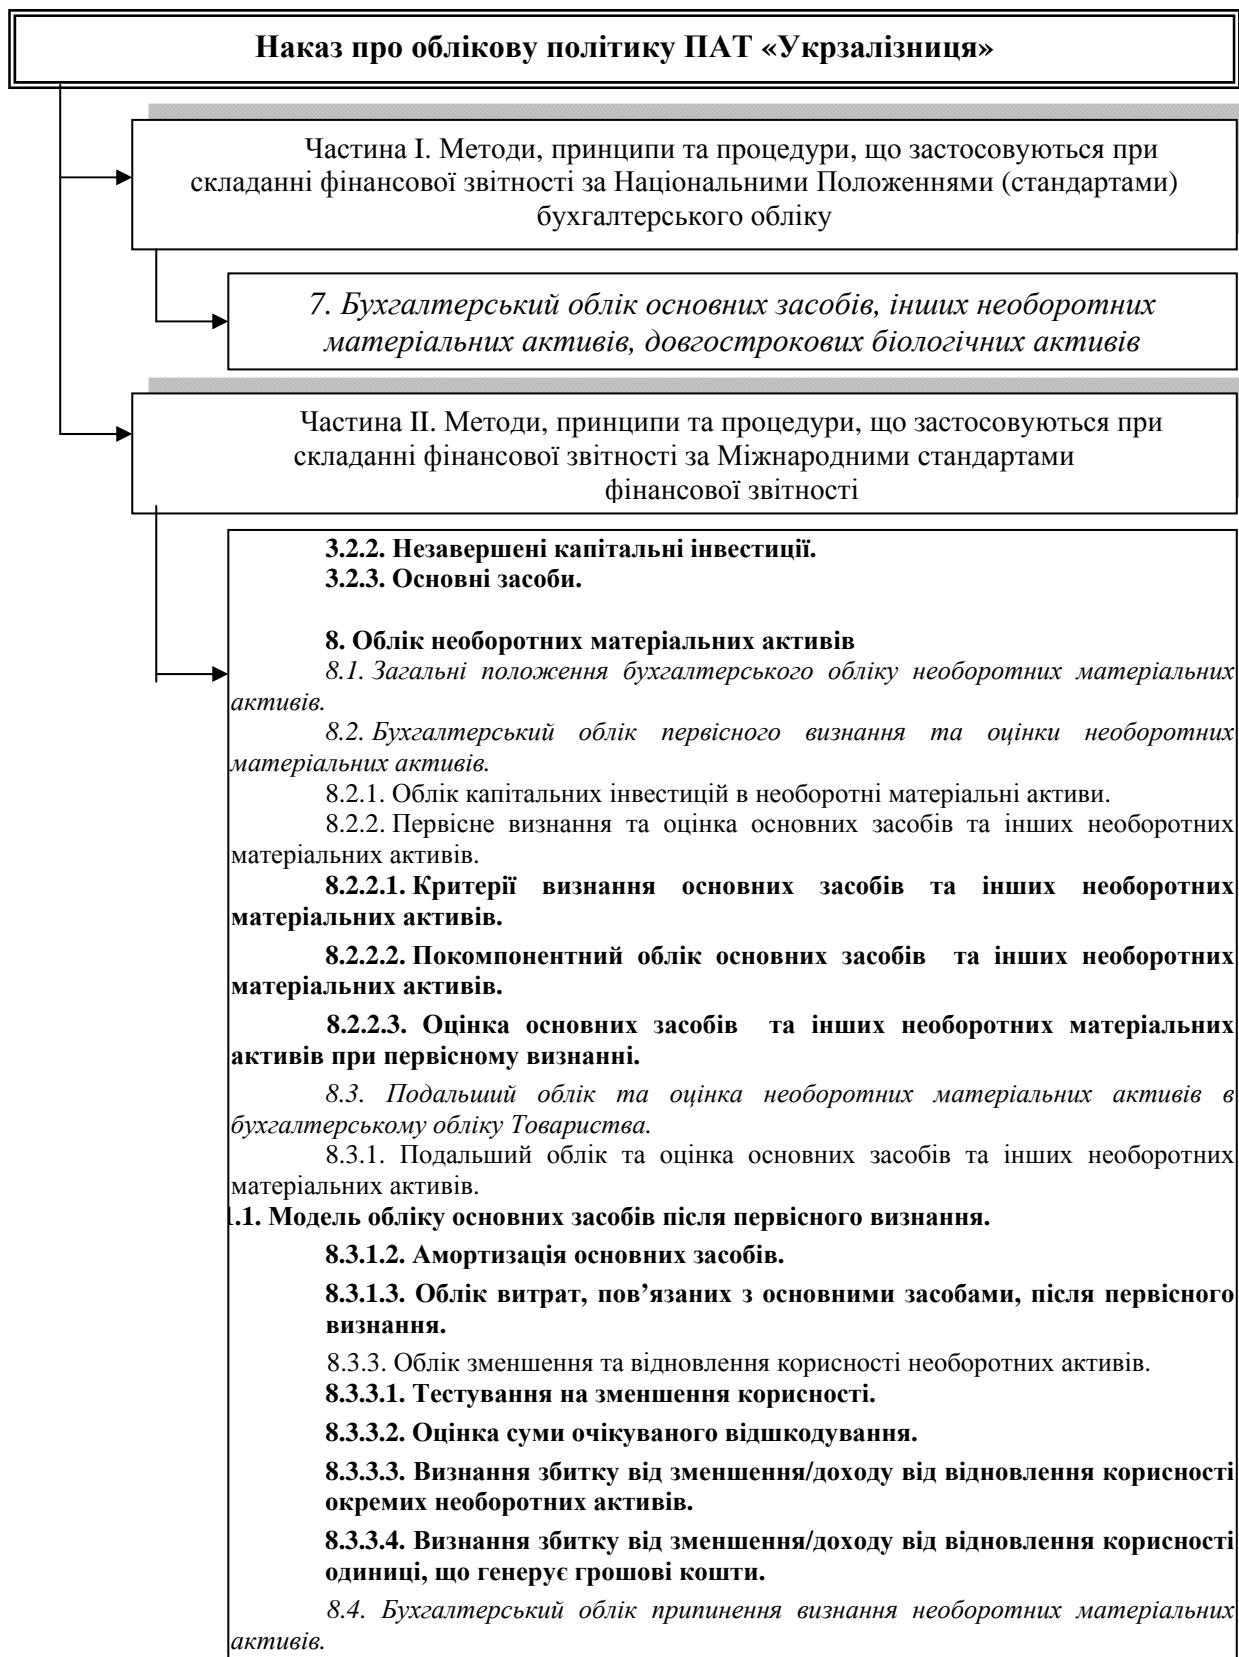 Наказ про облікову політику ПАТ «Укрзалізниця»
Частина І. Методи, принципи та процедури, що застосовуються при
складанні фінансової звітності за Національними Положеннями (стандартами)
бухгалтерського обліку
7. Бухгалтерський облік основних засобів, інших необоротних
матеріальних активів, довгострокових біологічних активів
Частина ІІ. Методи, принципи та процедури, що застосовуються при
складанні фінансової звітності за Міжнародними стандартами
фінансової звітності
3.2.2. Незавершені капітальні інвестиції.
3.2.3. Основні засоби.
8. Облік необоротних матеріальних активів
8.1. Загальні положення бухгалтерського обліку необоротних матеріальних
активів.
8.2. Бухгалтерський облік первісного визнання та оцінки необоротних
матеріальних активів.
8.2.1. Облік капітальних інвестицій в необоротні матеріальні активи.
8.2.2. Первісне визнання та оцінка основних засобів та інших необоротних
матеріальних активів.
8.2.2.1. Критерії визнання основних засобів та інших необоротних
матеріальних активів.
8.2.2.2. Покомпонентний облік основних засобів та інших необоротних
матеріальних активів.
8.2.2.3. Оцінка основних засобів та інших необоротних матеріальних
активів при первісному визнанні.
8.3. Подальший облік та оцінка необоротних матеріальних активів в
бухгалтерському обліку Товариства.
8.3.1. Подальший облік та оцінка основних засобів та інших необоротних
матеріальних активів.
1.1. Модель обліку основних засобів після первісного визнання.
8.3.1.2. Амортизація основних засобів.
8.3.1.3. Облік витрат, пов’язаних з основними засобами, після первісного
визнання.
8.3.3. Облік зменшення та відновлення корисності необоротних активів.
8.3.3.1. Тестування на зменшення корисності.
8.3.3.2. Оцінка суми очікуваного відшкодування.
8.3.3.3. Визнання збитку від зменшення/доходу від відновлення корисності
окремих необоротних активів.
8.3.3.4. Визнання збитку від зменшення/доходу від відновлення корисності
одиниці, що генерує грошові кошти.
8.4. Бухгалтерський облік припинення визнання необоротних матеріальних
активів.